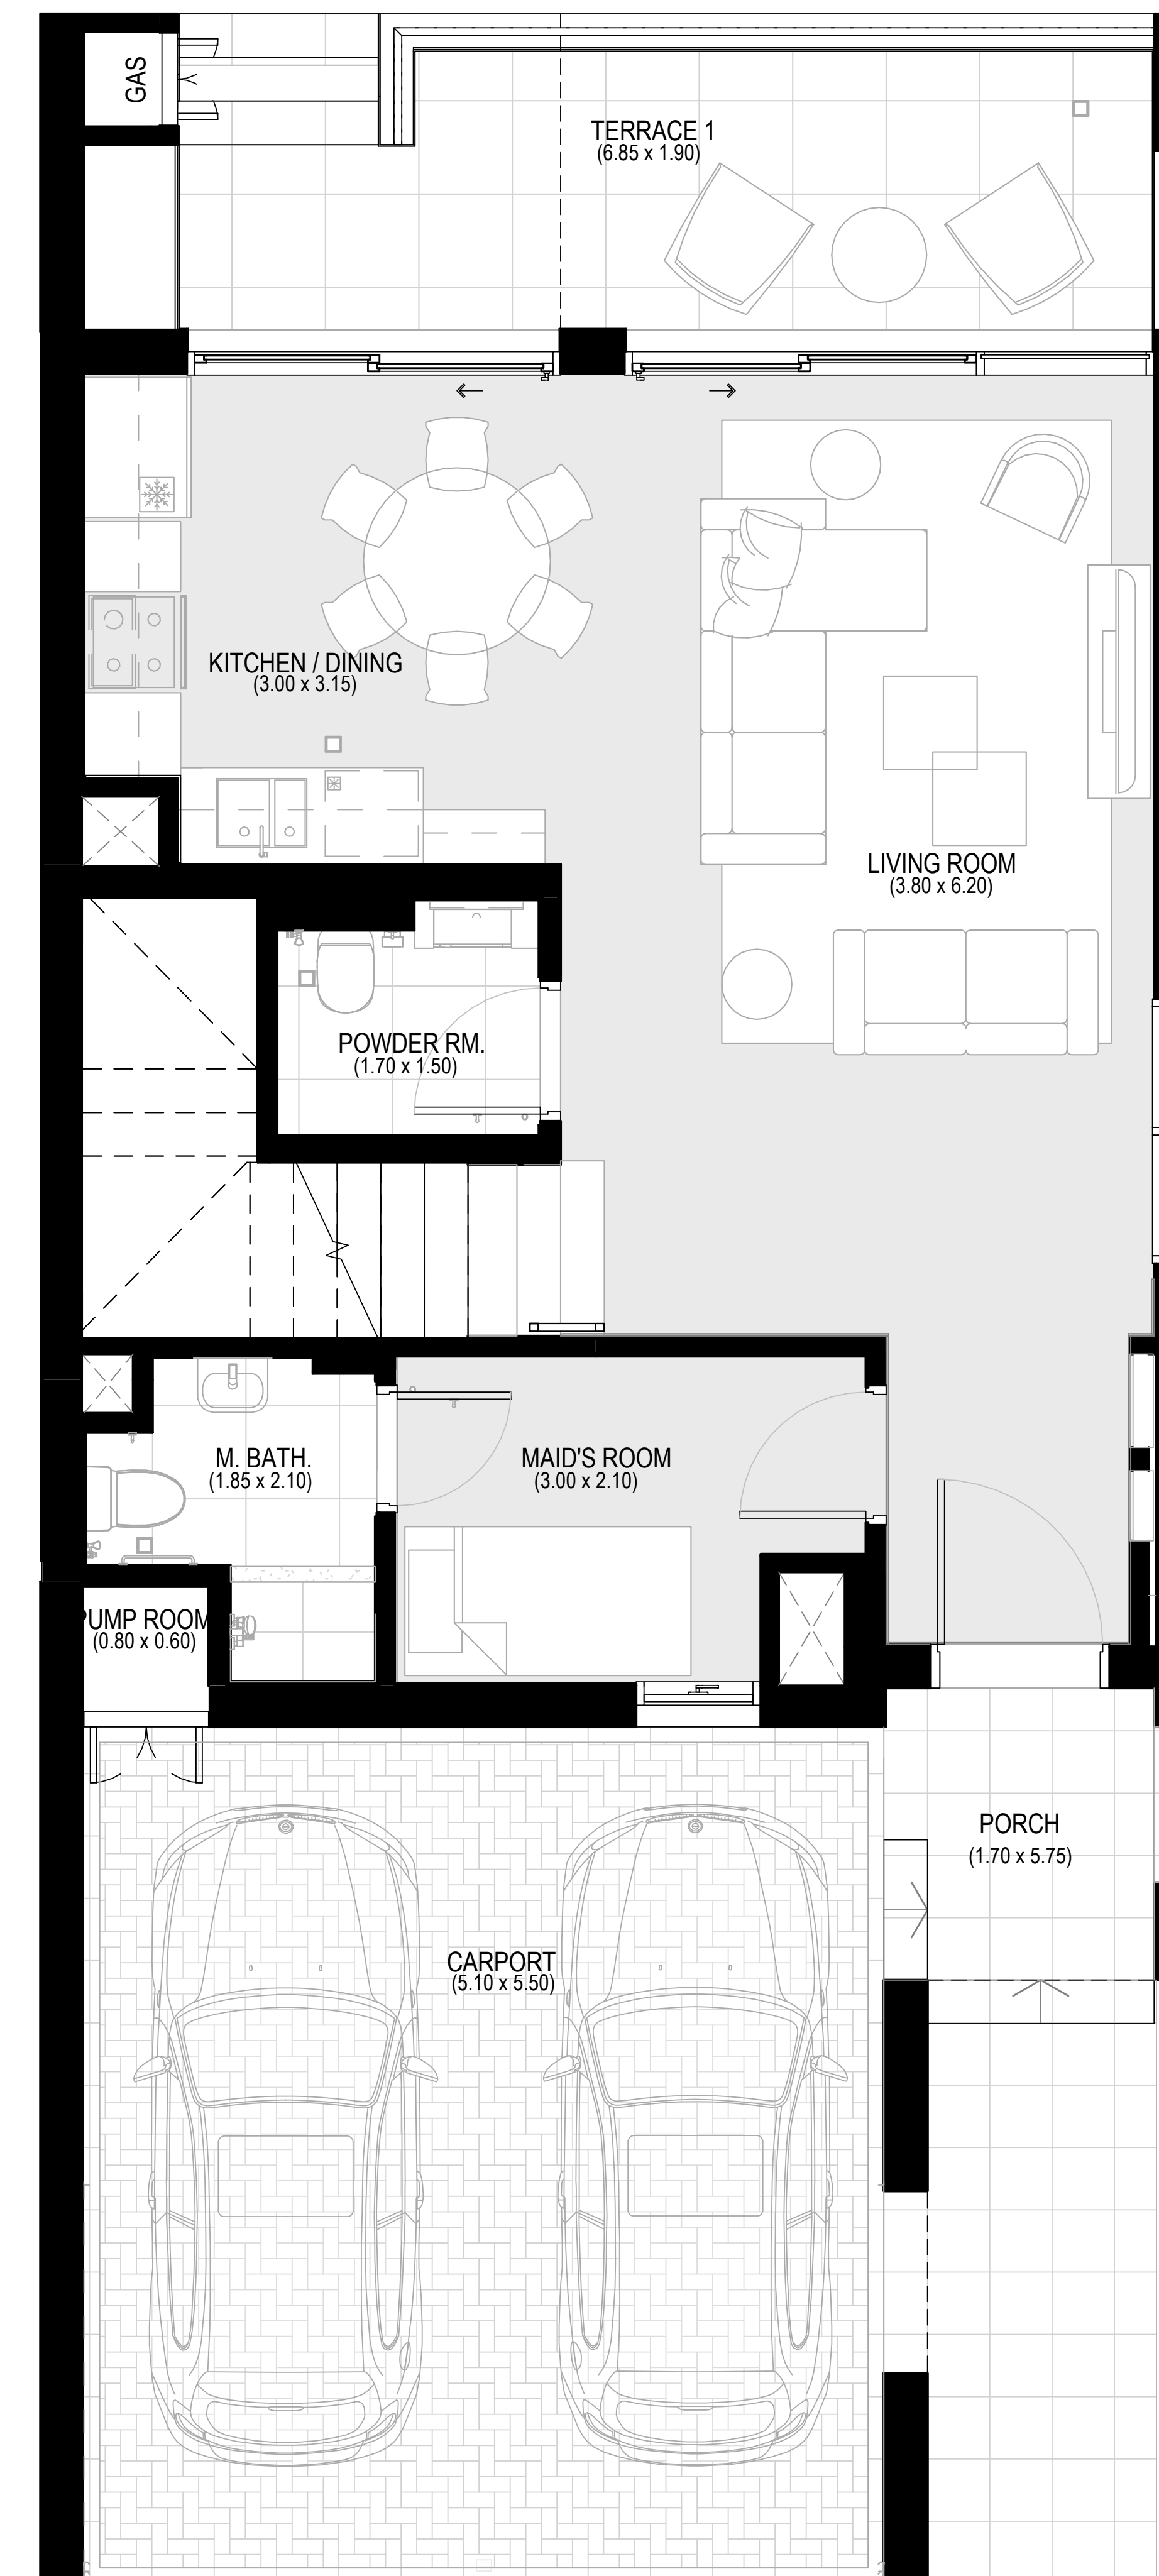 GAS
TERRACE 1
(6.85 x 1.90)
KITCHEN / DINING
(3.00 x 3.15)
LIVING ROOM
(3.80 x 6.20)
POWDER RM.
(1.70 x 1.50)
M. BATH.
(1.85 x 2.10)
MAID'S ROOM
(3.00 x 2.10)
PUMP ROOM
(0.80 x 0.60)
PORCH
(1.70 x 5.75)
CARPORT
(5.10 x 5.50)